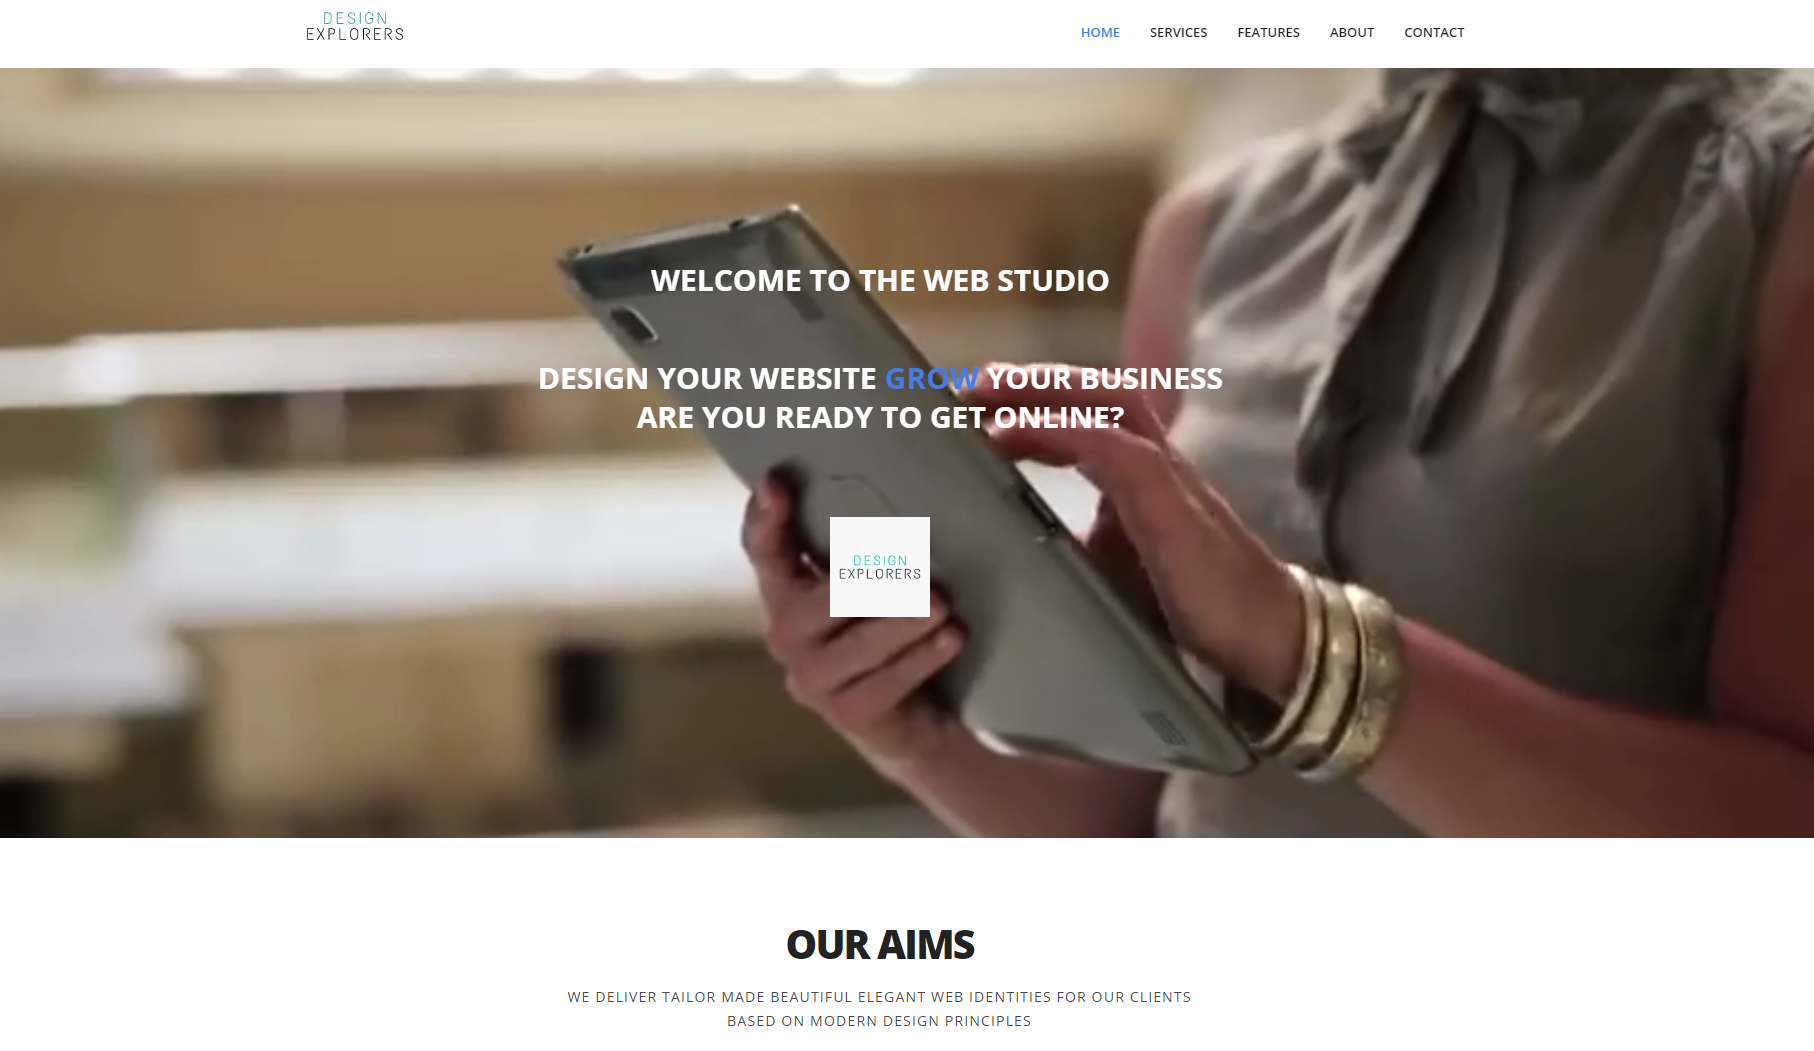 DESIGN
EXPLORERS
HOME SERVICES FEATURES ABOUT CONTACT
WELCOME TO THE WEB STUDIO
DESIGN YOUR WEBSITE GROW YOUR BUSINESS
ARE YOU READY TO GET ONLINE?
DESIGN
EXPLORERS
OUR AIMS
WE DELIVER TAILOR MADE BEAUTIFUL ELEGANT WEB IDENTITIES FOR OUR CLIENTS
BASED ON MODERN DESIGN PRINCIPLES